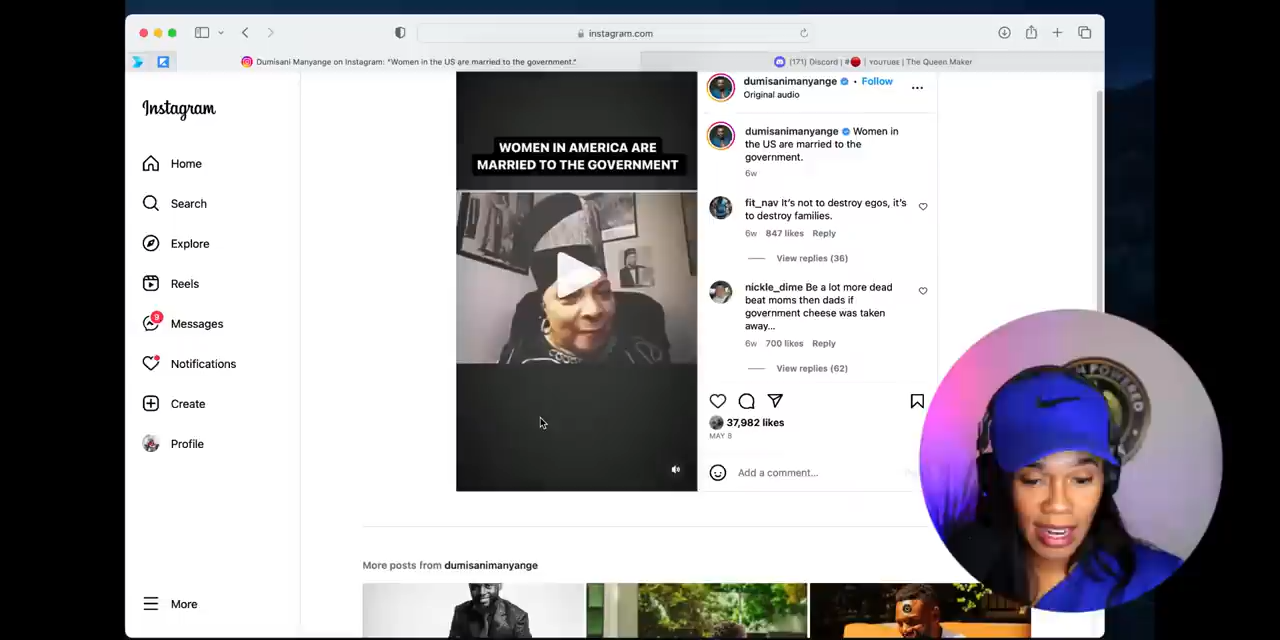 instagram.com
Dumisani Manyange on Instagram: "Women in the US are married to the government."
(171) Discord | #🔴 | YOUTUBE | The Queen Maker
Instagram
Home
Search
Explore
Reels
9
Messages
Notifications
Create
Profile
More
WOMEN IN AMERICA ARE
MARRIED TO THE GOVERNMENT
dumisanimanyange • Follow
Original audio
dumisanimanyange Women in
the US are married to the
government.
6w
fit_nav It's not to destroy egos, it's
to destroy families.
6w 847 likes Reply
View replies (36)
nickle_dime Be a lot more dead
beat moms then dads if
government cheese was taken
away...
6w 700 likes Reply
View replies (62)
37,982 likes
MAY 8
Add a comment...
More posts from dumisanimanyange